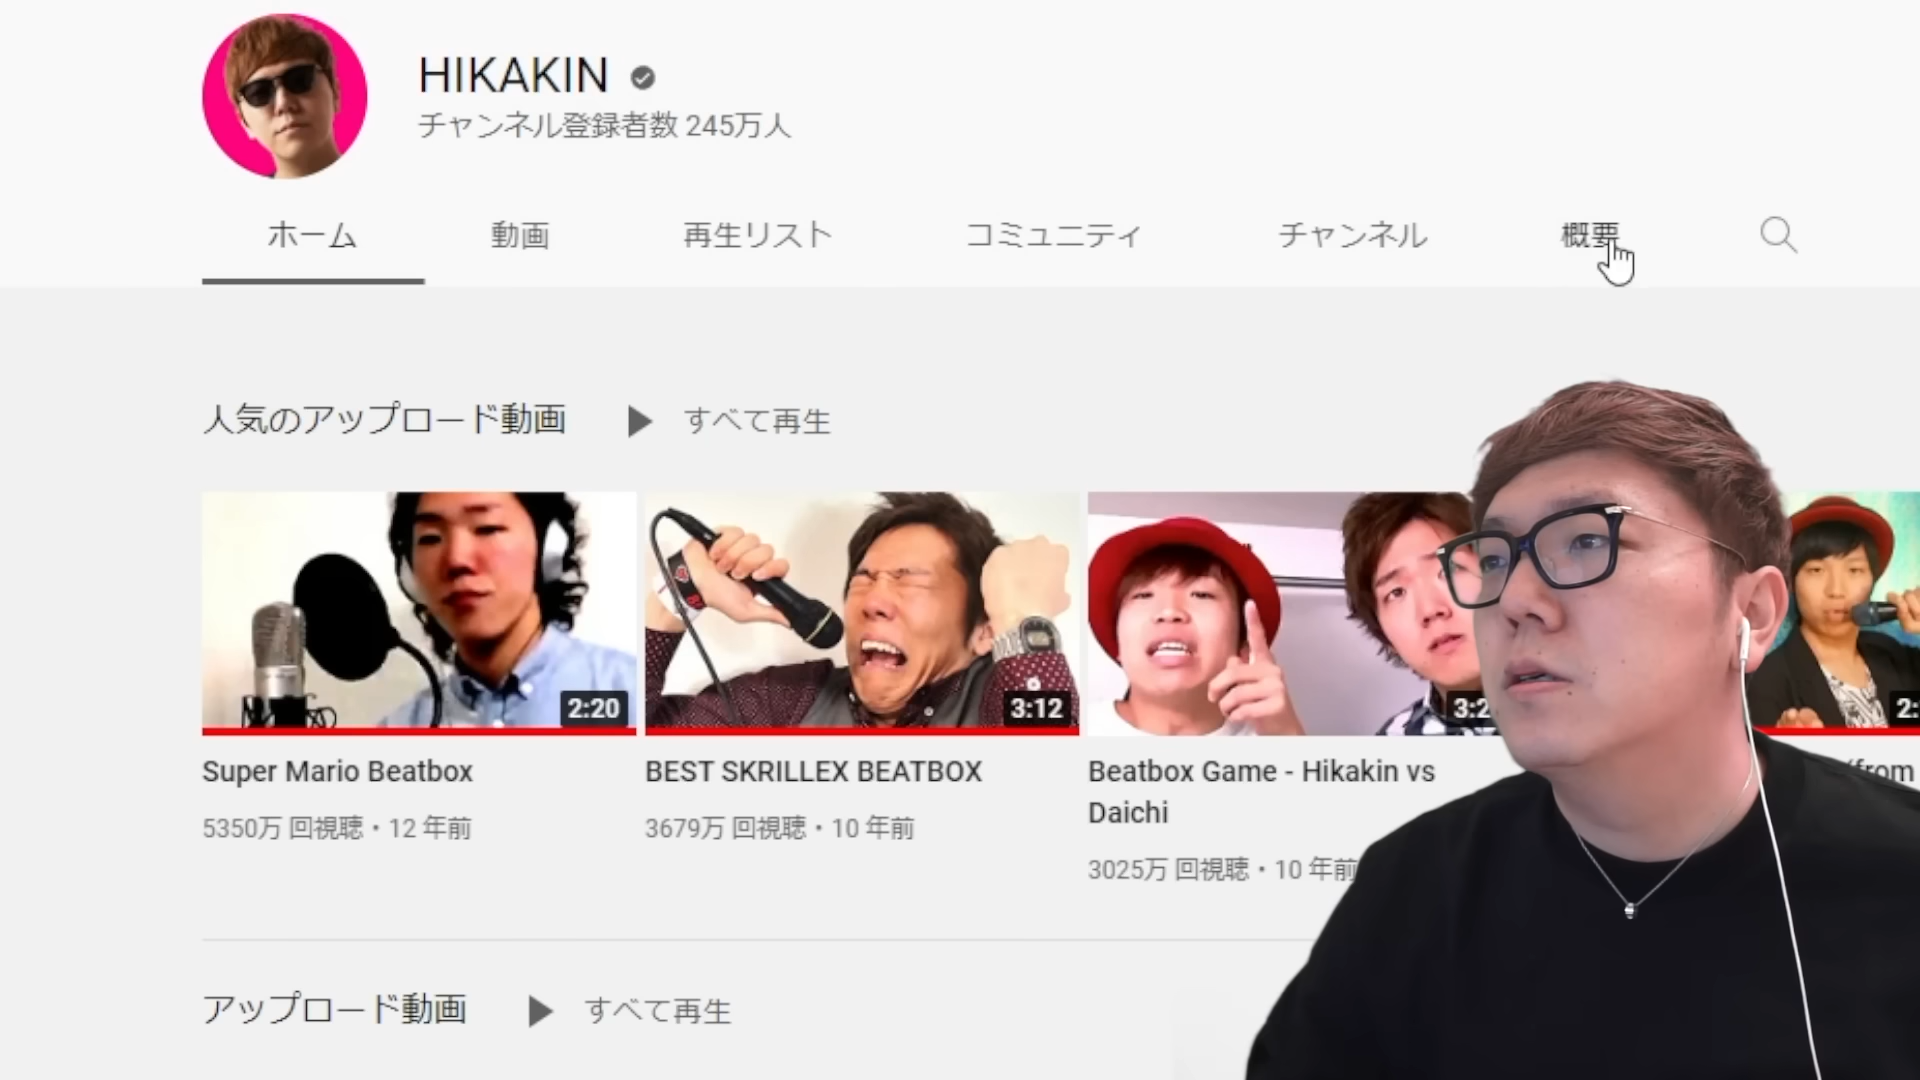 HIKAKIN
チャンネル登録者数 245万人
ホーム 動画 再生リスト コミュニティ チャンネル 概要
人気のアップロード動画 すべて再生
2:20 3:12
Super Mario Beatbox BEST SKRILLEX BEATBOX Beatbox Game - Hikakin vs Daichi (from
5350万 回視聴・12 年前 3679万 回視聴・10 年前 3025万 回視聴・10 年前
アップロード動画 すべて再生